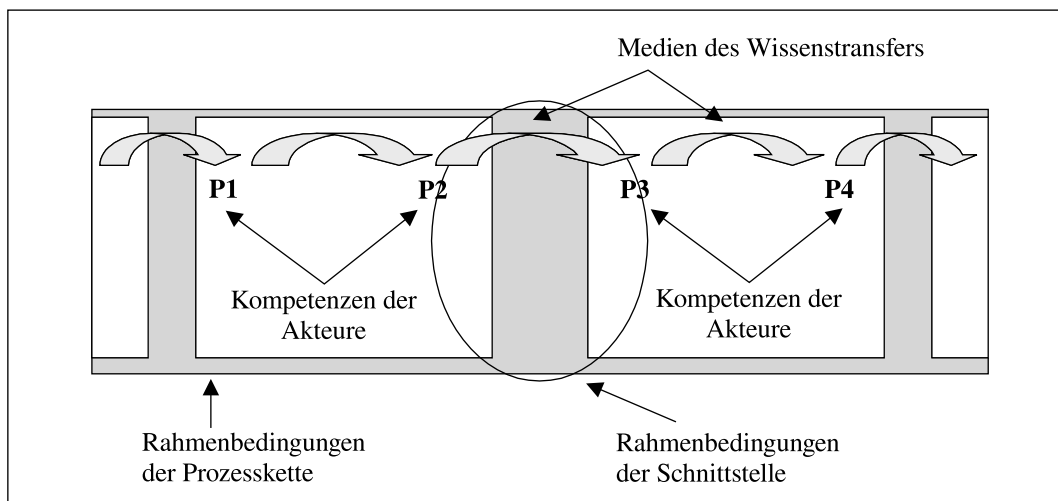 Medien des Wissenstransfers
P1
P2
P3
P4
Kompetenzen der
Akteure
Kompetenzen der
Akteure
Rahmenbedingungen
der Prozesskette
Rahmenbedingungen
der Schnittstelle